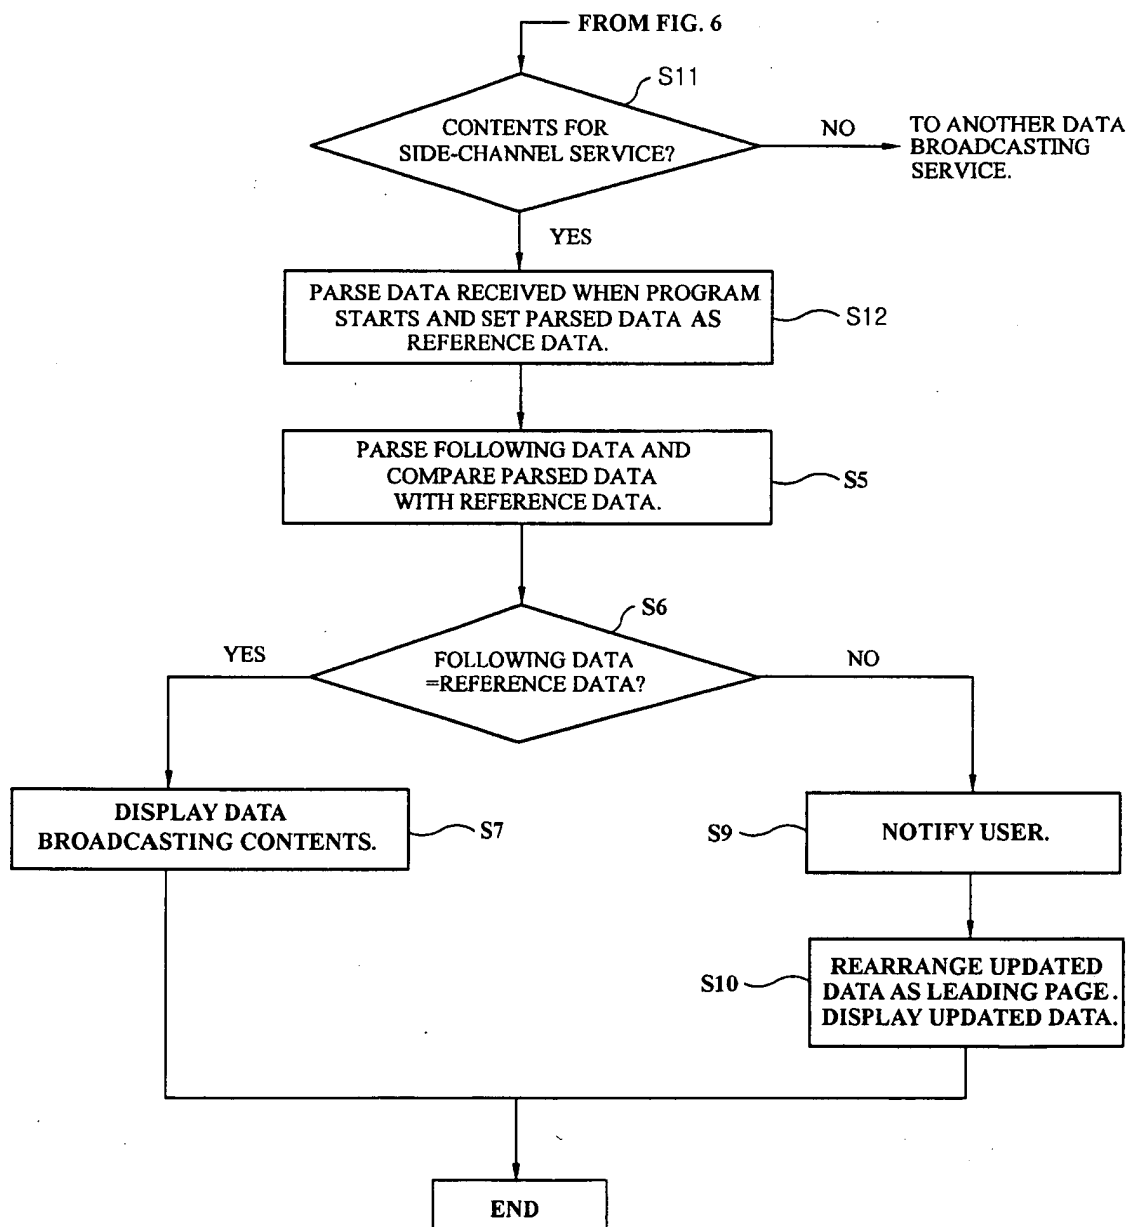 FROM FIG. 6
S11
CONTENTS FOR
SIDE-CHANNEL SERVICE?
NO
TO ANOTHER DATA
BROADCASTING
SERVICE.
YES
PARSE DATA RECEIVED WHEN PROGRAM
STARTS AND SET PARSED DATA AS
REFERENCE DATA.
S12
PARSE FOLLOWING DATA AND
COMPARE PARSED DATA
WITH REFERENCE DATA.
S5
S6
YES
FOLLOWING DATA
=REFERENCE DATA?
NO
DISPLAY DATA
BROADCASTING CONTENTS.
S7
S9
NOTIFY USER.
S10
REARRANGE UPDATED
DATA AS LEADING PAGE.
DISPLAY UPDATED DATA.
END